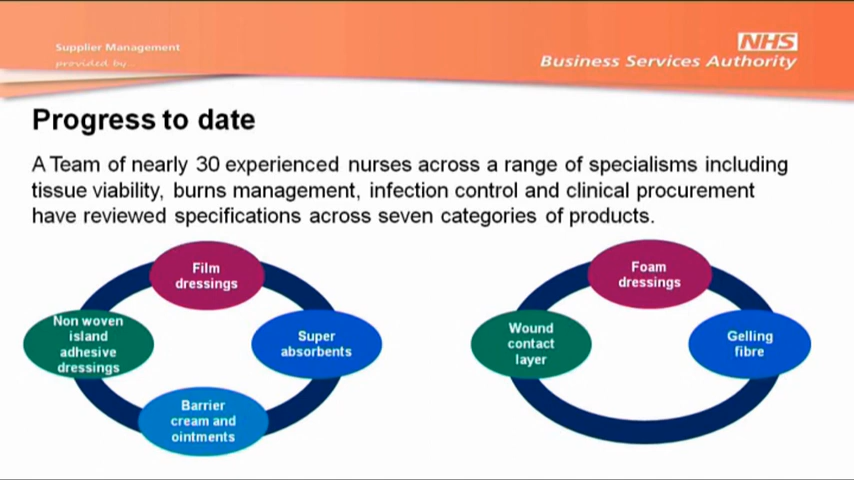 Supplier Management
provided by...
NHS
Business Services Authority
Progress to date
A Team of nearly 30 experienced nurses across a range of specialisms including
tissue viability, burns management, infection control and clinical procurement
have reviewed specifications across seven categories of products.
Film
dressings
Non woven
island
adhesive
dressings
Super
absorbents
Barrier
cream and
ointments
Foam
dressings
Wound
contact
layer
Gelling
fibre